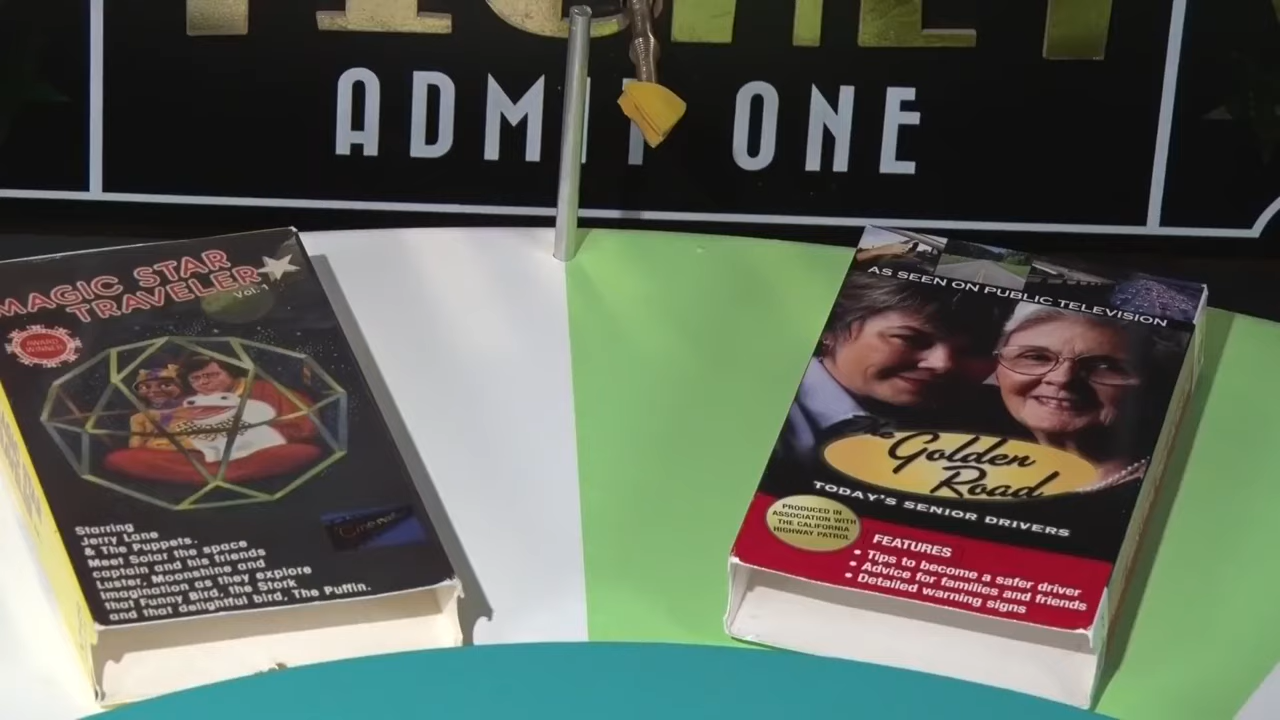 ADMIT ONE
MAGIC STAR
TRAVELER
Vol. 1
AWARD
WINNER
Starring
Jerry Lane
& The Puppets.
Meet Solar the space
captain and his friends
Luster, Moonshine and
Imagination as they explore
that Funny Bird, the Stork
and that delightful bird, The Puffin.
AS SEEN ON PUBLIC TELEVISION
The
Golden
Road
TODAY'S SENIOR DRIVERS
PRODUCED IN
ASSOCIATION WITH
THE CALIFORNIA
HIGHWAY PATROL
FEATURES
• Tips to become a safer driver
• Advice for families and friends
• Detailed warning signs